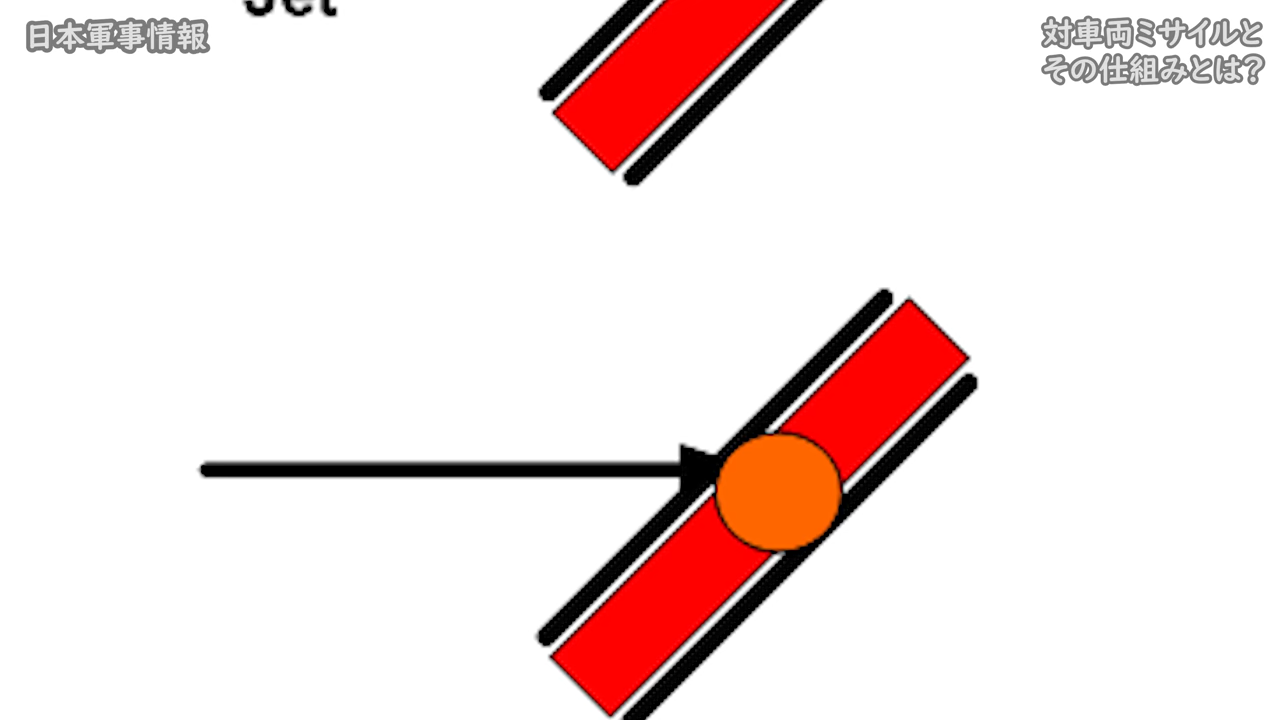 日本軍事情報
対車両ミサイルと
その仕組みとは？
Jet